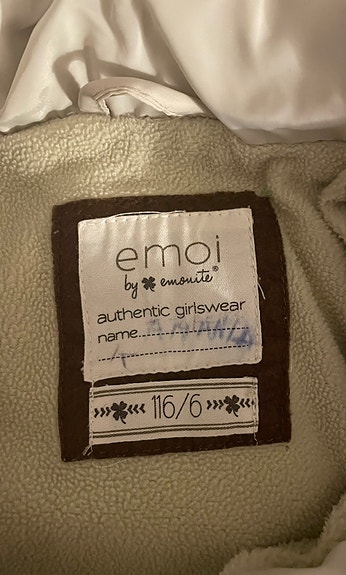 emoi
by emonite®
authentic girlswear
name
116/6